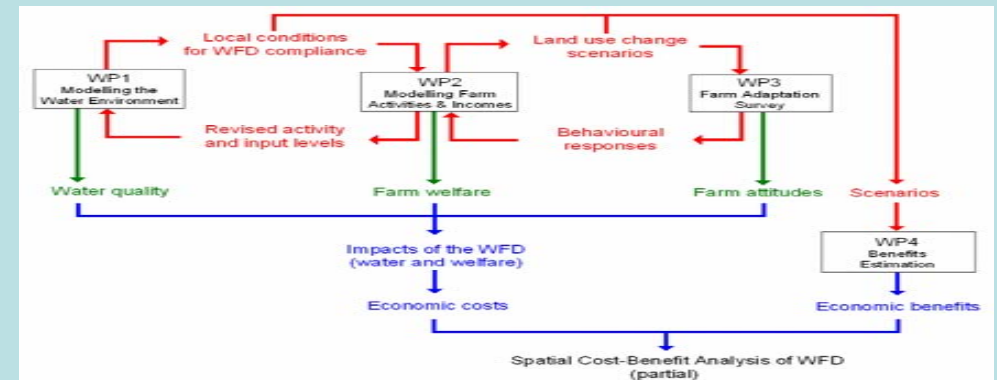 Local conditions
for WFD compliance
Land use change
scenarios
WP1
Modelling the
Water Environment
WP2
Modelling Farm
Activities & Incomes
WP3
Farm Adaptation
Survey
Revised activity
and input levels
Behavioural
responses
Water quality
Farm welfare
Farm attitudes
Scenarios
WP4
Benefits
Estimation
Impacts of the WFD
(water and welfare)
Economic costs
Economic benefits
Spatial Cost-Benefit Analysis of WFD
(partial)